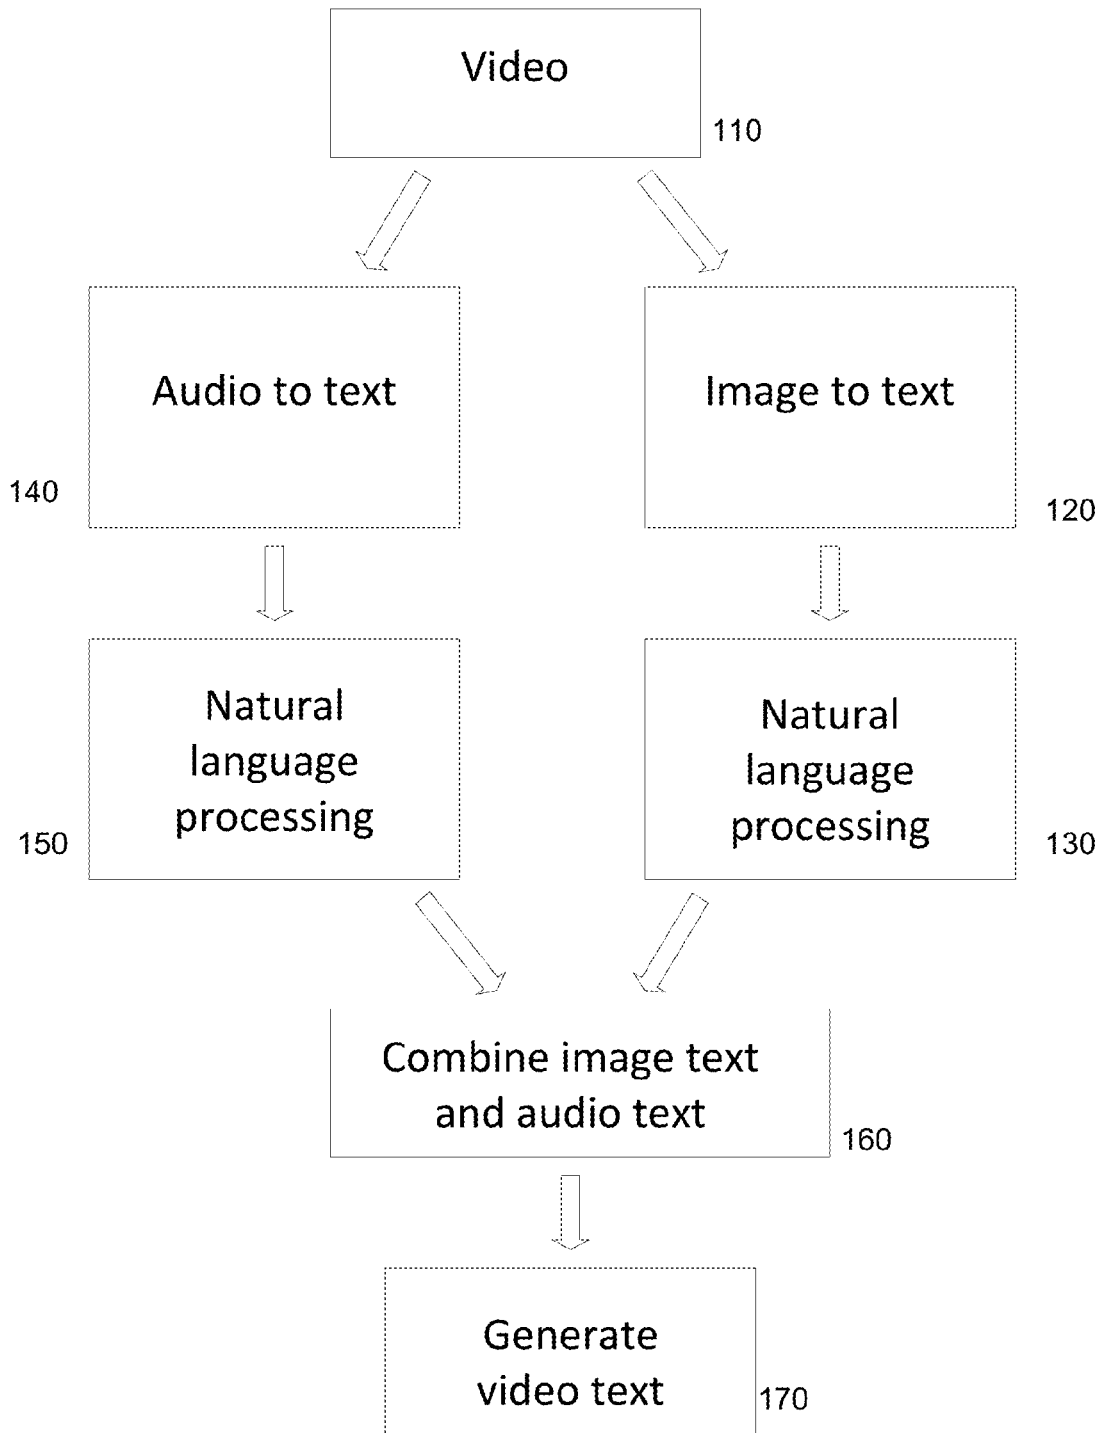 Video
110
Audio to text
140
Image to text
120
Natural
language
processing
150
Natural
language
processing
130
Combine image text
and audio text
160
Generate
video text
170